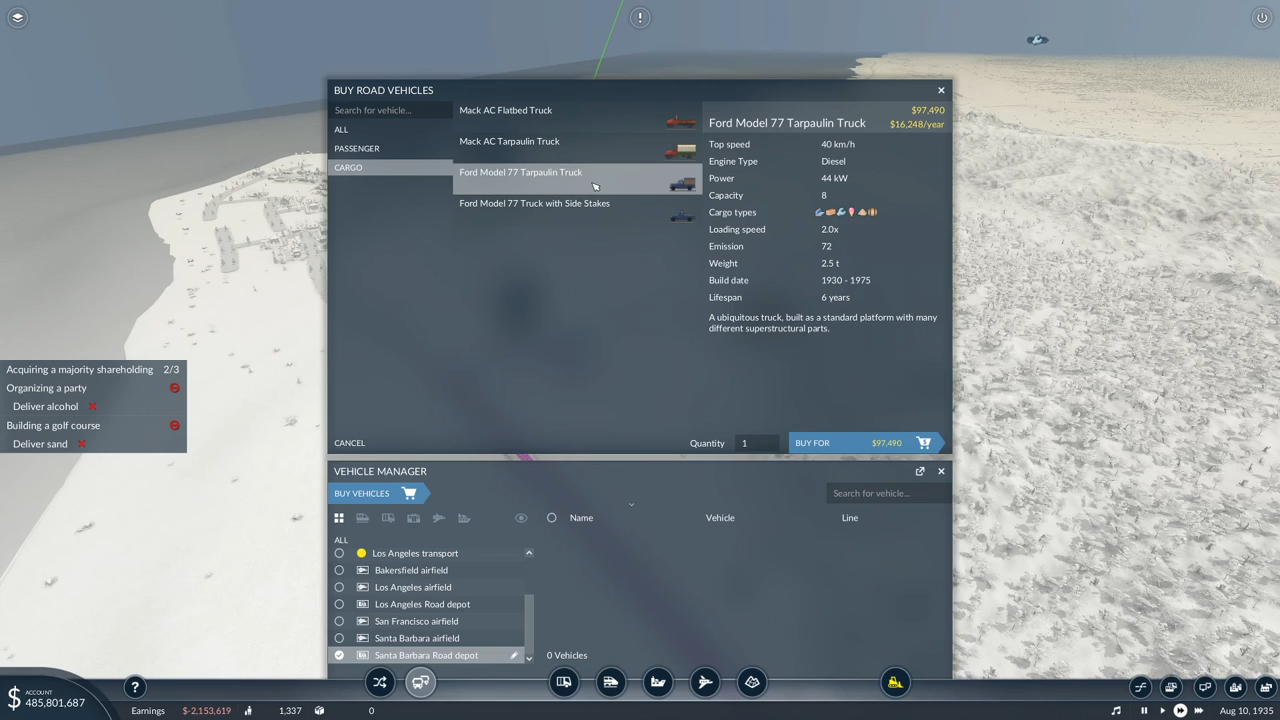 BUY ROAD VEHICLES
Search for vehicle...
ALL
PASSENGER
CARGO
Mack AC Flatbed Truck
Mack AC Tarpaulin Truck
Ford Model 77 Tarpaulin Truck
Ford Model 77 Truck with Side Stakes
$97,490
Ford Model 77 Tarpaulin Truck $16,248/year
Top speed 40 km/h
Engine Type Diesel
Power 44 kW
Capacity 8
Cargo types
Loading speed 2.0x
Emission 72
Weight 2.5 t
Build date 1930 - 1975
Lifespan 6 years
A ubiquitous truck, built as a standard platform with many
different superstructural parts.
CANCEL
Quantity 1
BUY FOR $97,490
Acquiring a majority shareholding 2/3
Organizing a party
Deliver alcohol
Building a golf course
Deliver sand
VEHICLE MANAGER
BUY VEHICLES
Search for vehicle...
Name Vehicle Line
ALL
Los Angeles transport
Bakersfield airfield
Los Angeles airfield
Los Angeles Road depot
San Francisco airfield
Santa Barbara airfield
Santa Barbara Road depot
0 Vehicles
$ ACCOUNT
485,801,687
?
Earnings $-2,153,619 1,337 0
Aug 10, 1935